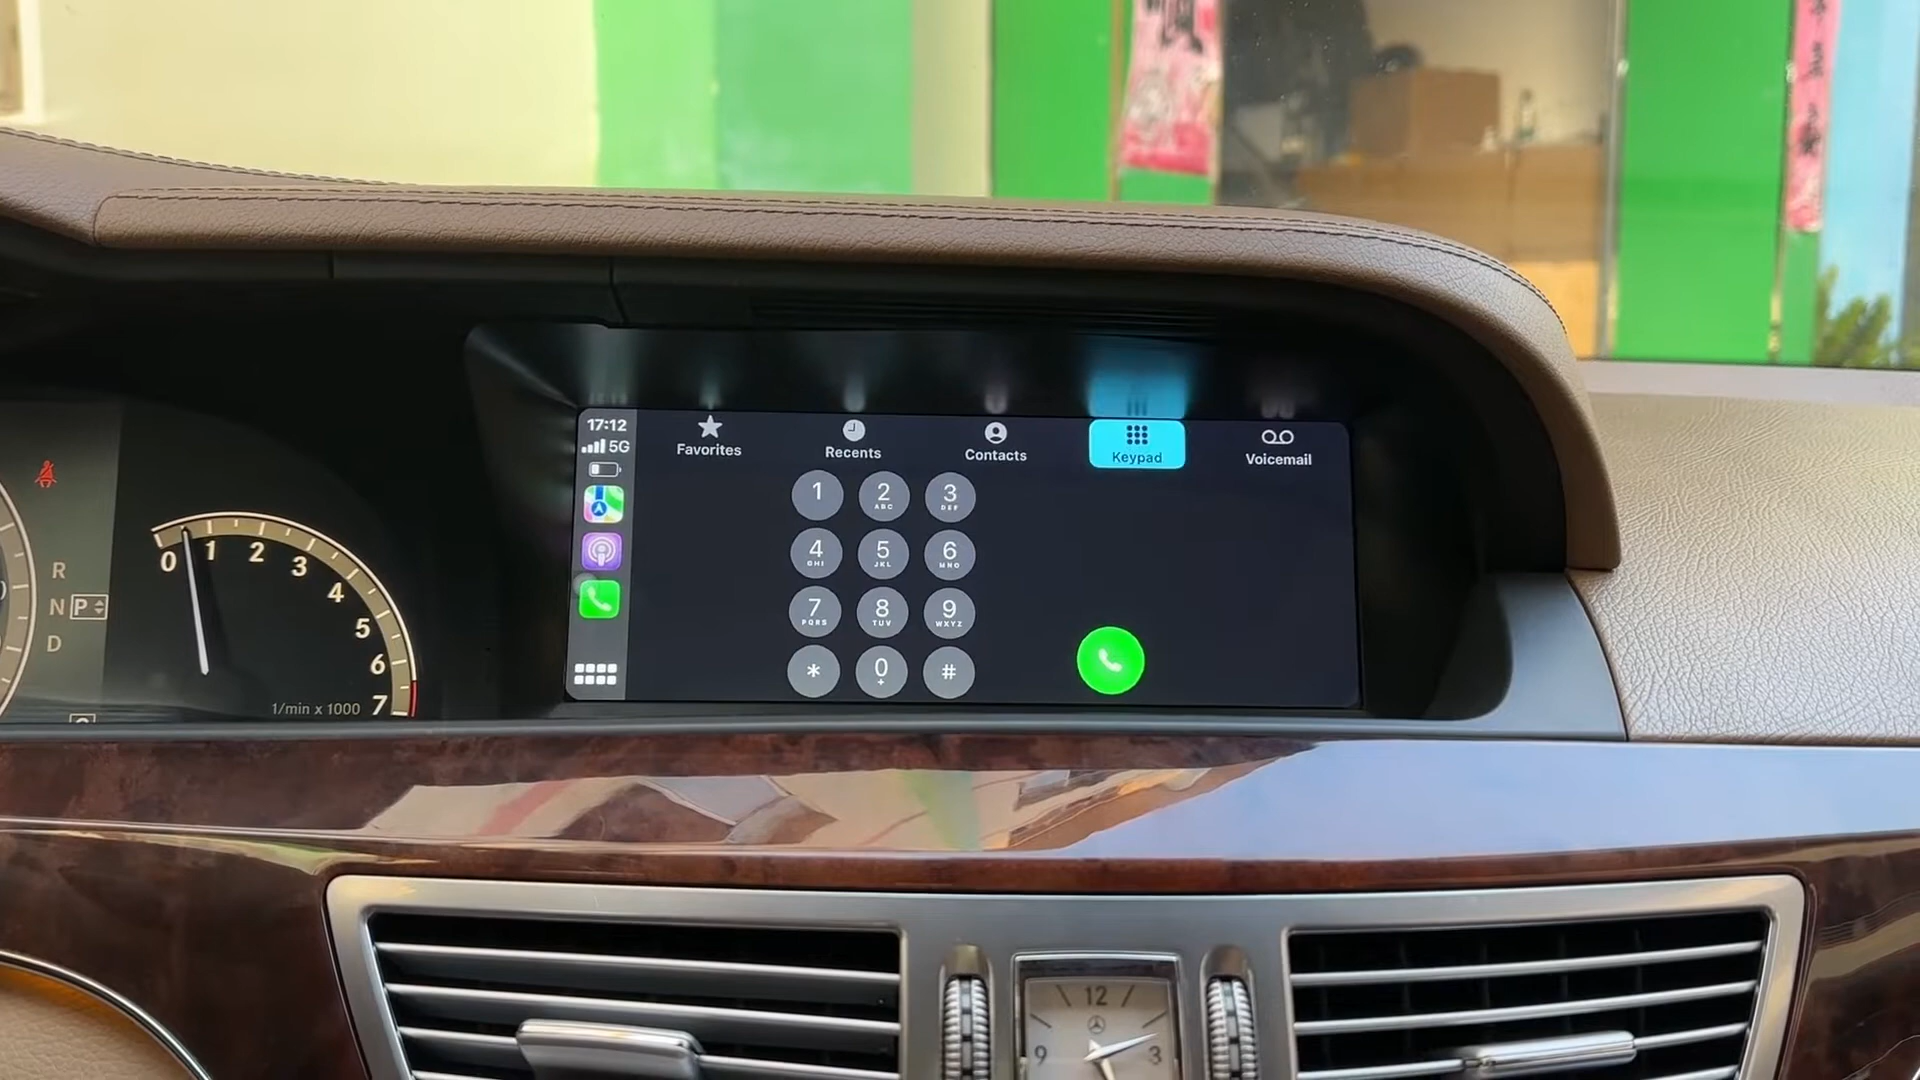 17:12
5G
Favorites
Recents
Contacts
Keypad
Voicemail
1
2
ABC
3
DEF
4
GHI
5
JKL
6
MNO
7
PQRS
8
TUV
9
WXYZ
*
0
+
#
R
N P
D
0 1 2 3 4 5 6 7
1/min x 1000
12
9 3